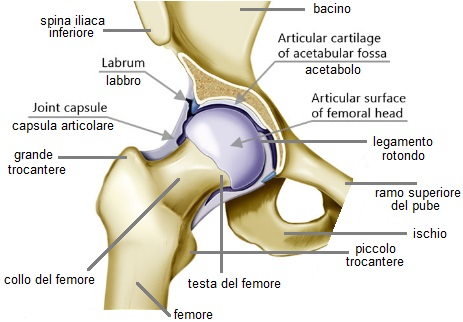 bacino
spina iliaca
inferiore
Articular cartilage
of acetabular fossa
acetabolo
Labrum
labbro
Joint capsule
capsula articolare
Articular surface
of femoral head
legamento
rotondo
grande
trocantere
ramo superiore
del pube
ischio
piccolo
trocantere
collo del femore
testa del femore
femore